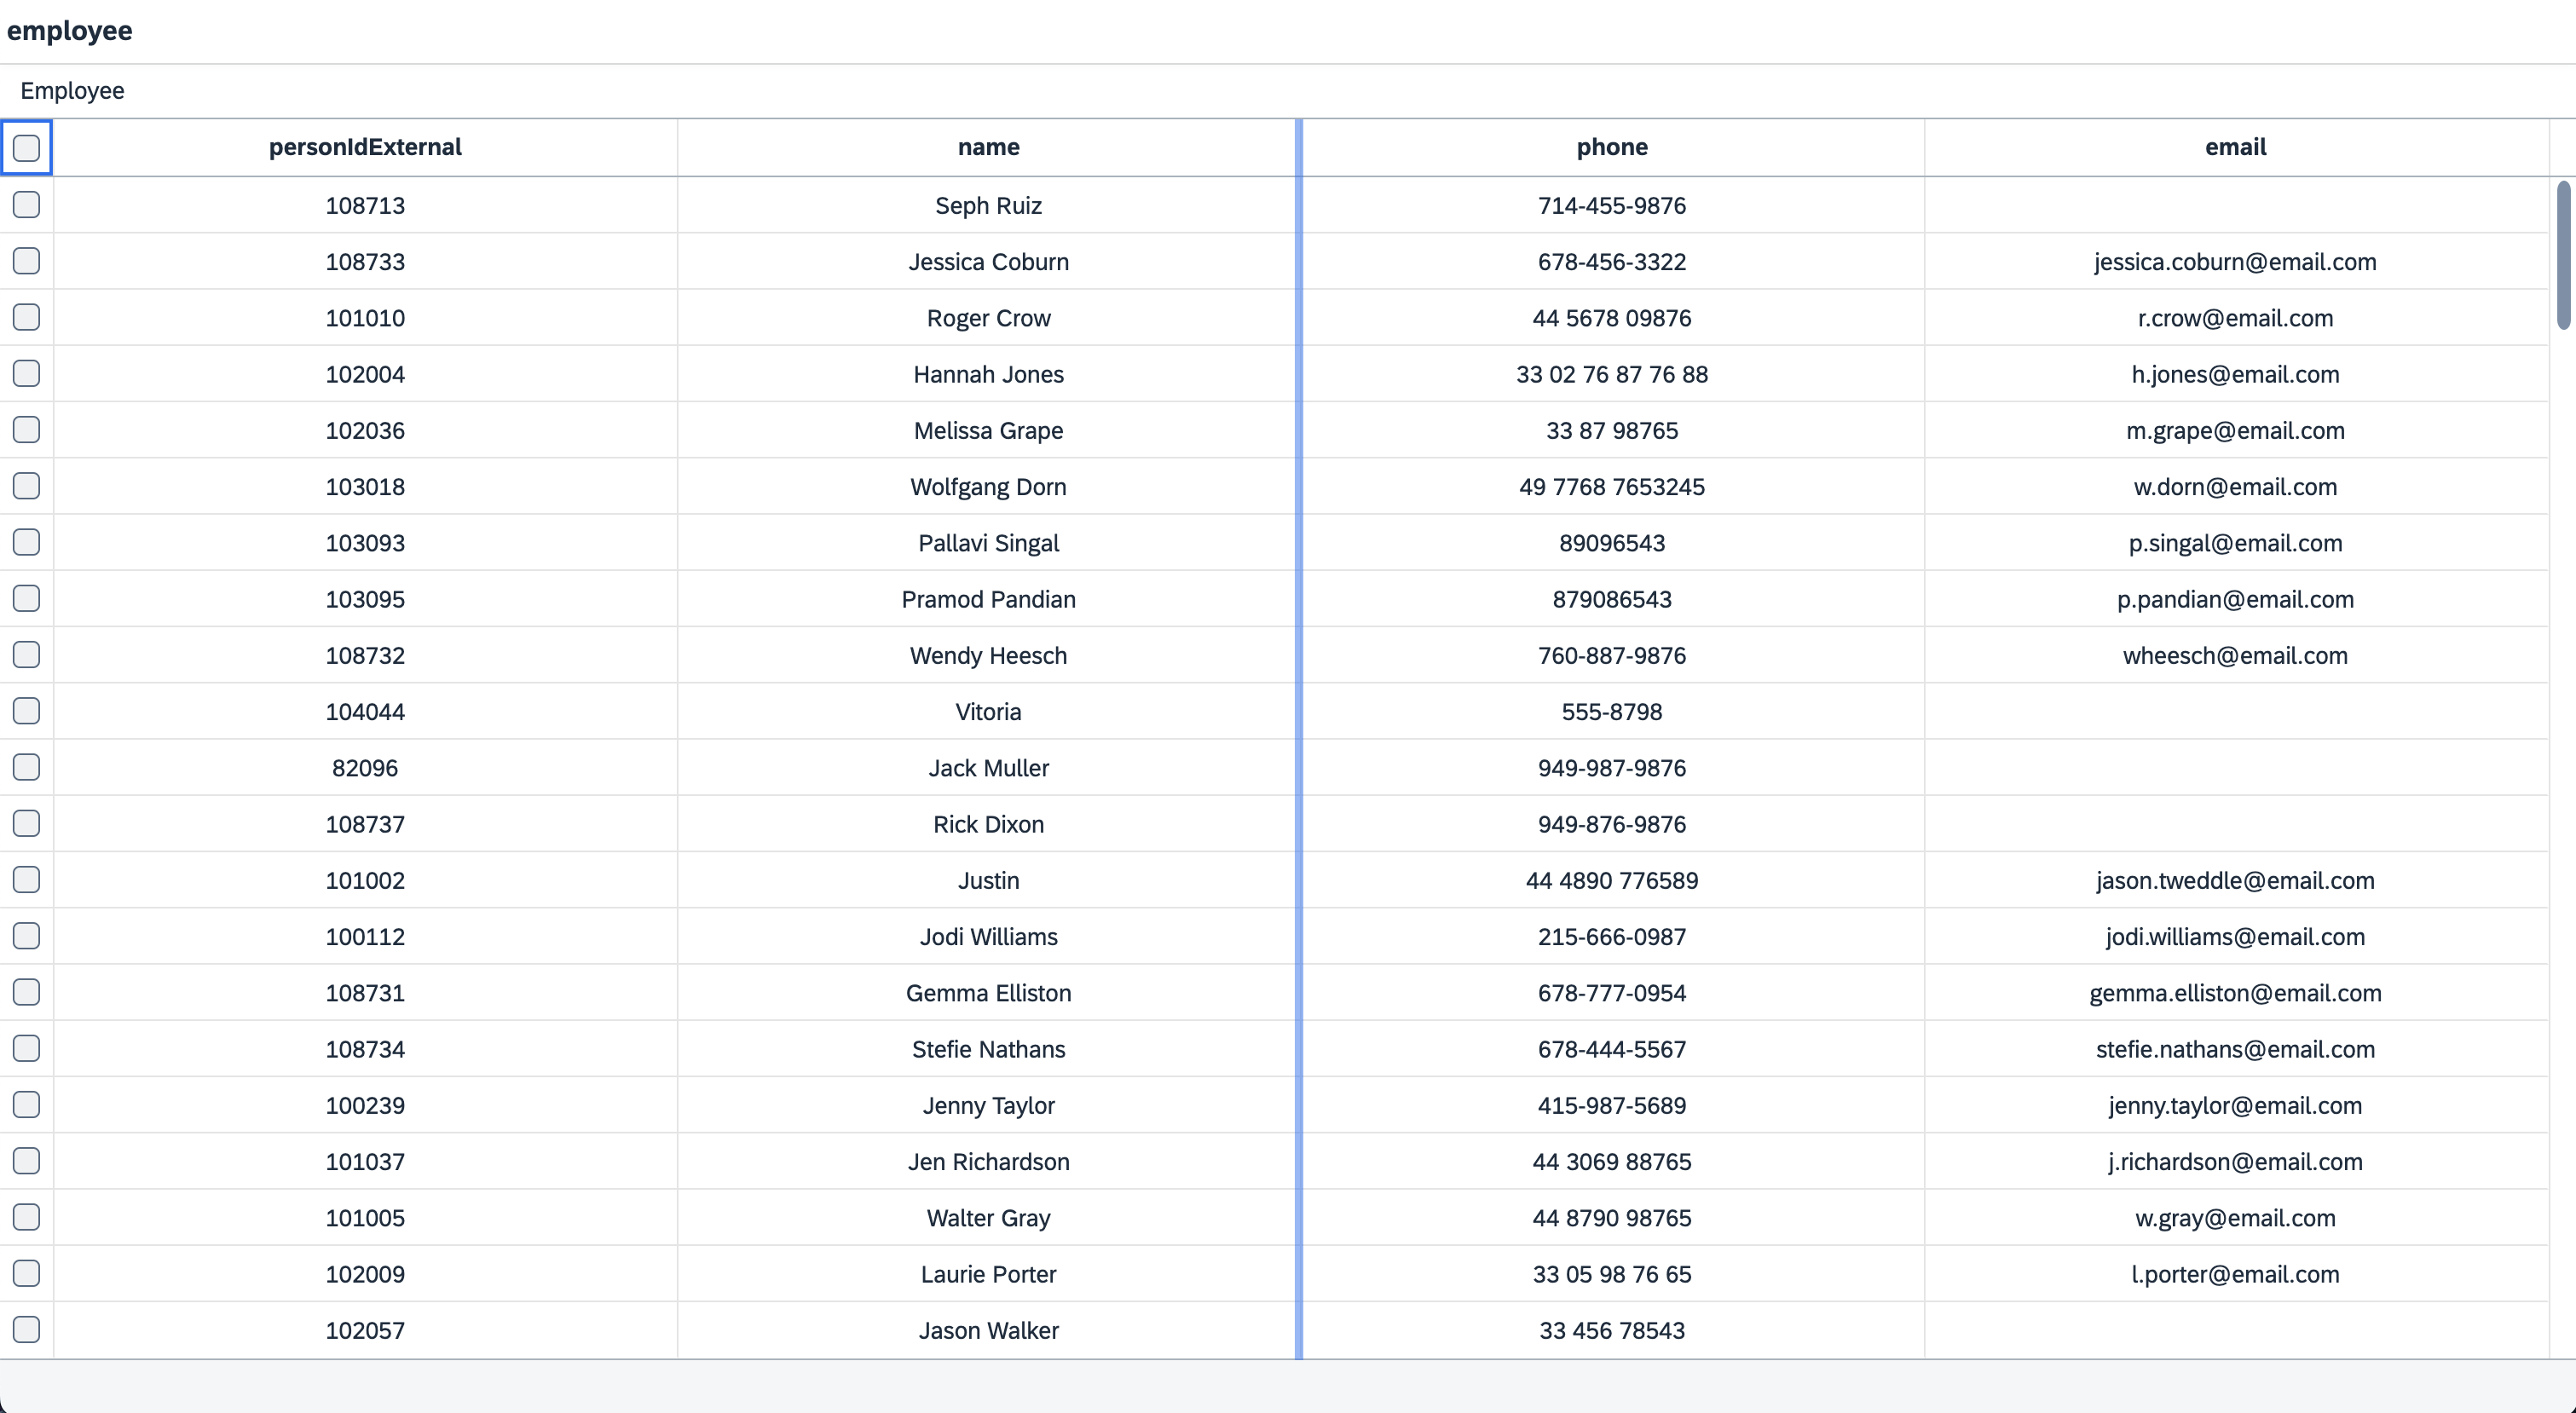 employee
Employee
personIdExternal name phone email
108713 Seph Ruiz 714-455-9876
108733 Jessica Coburn 678-456-3322 jessica.coburn@email.com
101010 Roger Crow 44 5678 09876 r.crow@email.com
102004 Hannah Jones 33 02 76 87 76 88 h.jones@email.com
102036 Melissa Grape 33 87 98765 m.grape@email.com
103018 Wolfgang Dorn 49 7768 7653245 w.dorn@email.com
103093 Pallavi Singal 89096543 p.singal@email.com
103095 Pramod Pandian 879086543 p.pandian@email.com
108732 Wendy Heesch 760-887-9876 wheesch@email.com
104044 Vitoria 555-8798
82096 Jack Muller 949-987-9876
108737 Rick Dixon 949-876-9876
101002 Justin 44 4890 776589 jason.tweddle@email.com
100112 Jodi Williams 215-666-0987 jodi.williams@email.com
108731 Gemma Elliston 678-777-0954 gemma.elliston@email.com
108734 Stefie Nathans 678-444-5567 stefie.nathans@email.com
100239 Jenny Taylor 415-987-5689 jenny.taylor@email.com
101037 Jen Richardson 44 3069 88765 j.richardson@email.com
101005 Walter Gray 44 8790 98765 w.gray@email.com
102009 Laurie Porter 33 05 98 76 65 l.porter@email.com
102057 Jason Walker 33 456 78543